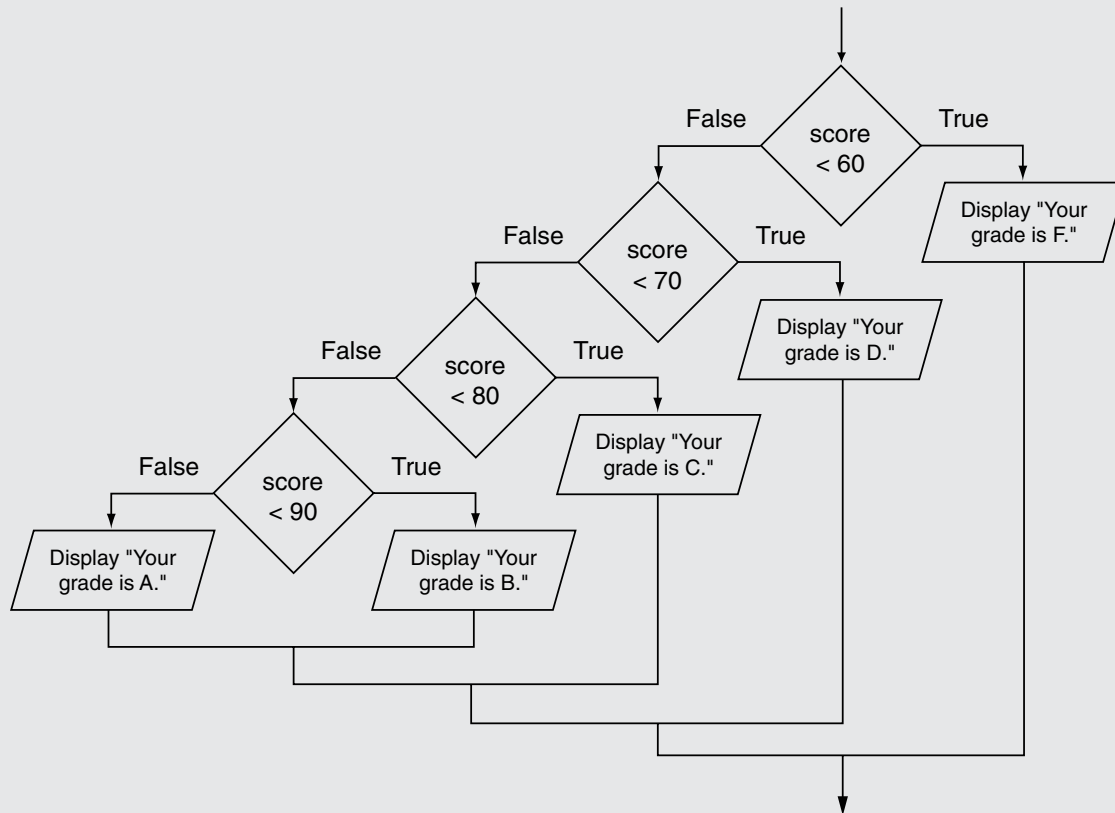 False
True
score
< 60
Display "Your
grade is F."
False
True
score
< 70
Display "Your
grade is D."
False
True
score
< 80
Display "Your
grade is C."
False
True
score
< 90
Display "Your
grade is A."
Display "Your
grade is B."